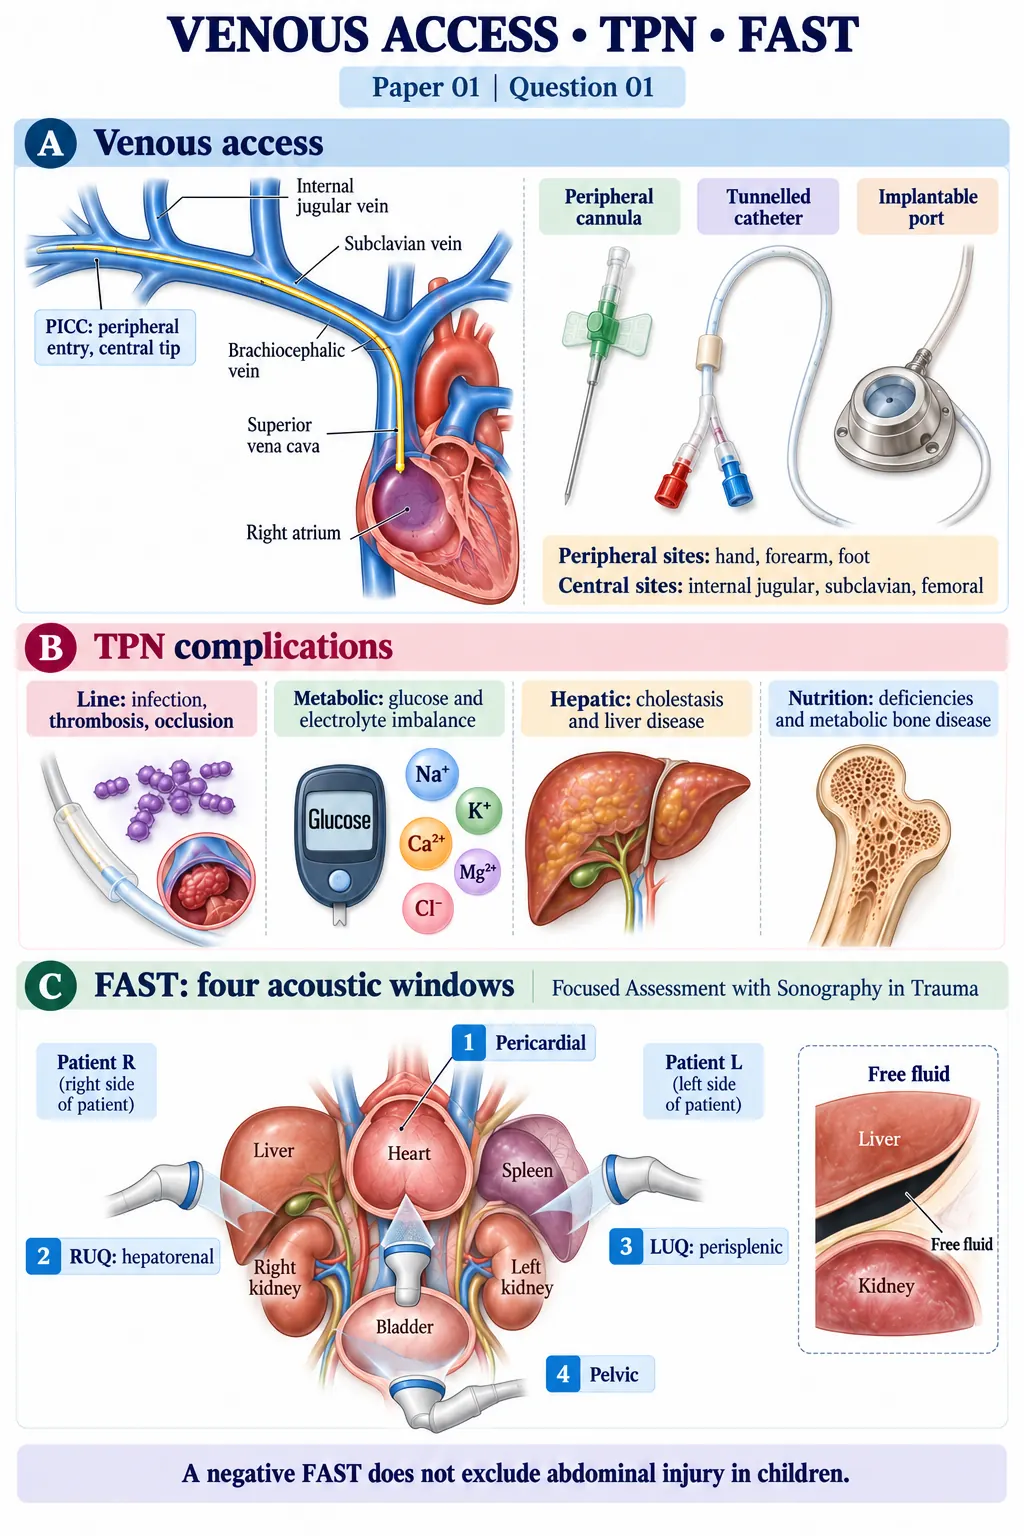 VENOUS ACCESS • TPN • FAST
Paper 01 | Question 01
A Venous access
Internal
jugular vein
Subclavian vein
PICC: peripheral
entry, central tip
Brachiocephalic
vein
Superior
vena cava
Right atrium
Peripheral
cannula
Tunnelled
catheter
Implantable
port
Peripheral sites: hand, forearm, foot
Central sites: internal jugular, subclavian, femoral
B TPN complications
Line: infection,
thrombosis, occlusion
Metabolic: glucose and
electrolyte imbalance
Hepatic: cholestasis
and liver disease
Nutrition: deficiencies
and metabolic bone disease
Glucose
Na⁺
K⁺
Ca²⁺
Mg²⁺
Cl⁻
C FAST: four acoustic windows | Focused Assessment with Sonography in Trauma
1 Pericardial
Patient R
(right side
of patient)
Patient L
(left side
of patient)
Liver
Heart
Spleen
2 RUQ: hepatorenal
3 LUQ: perisplenic
Right
kidney
Left
kidney
Bladder
4 Pelvic
Free fluid
Liver
Free fluid
Kidney
A negative FAST does not exclude abdominal injury in children.